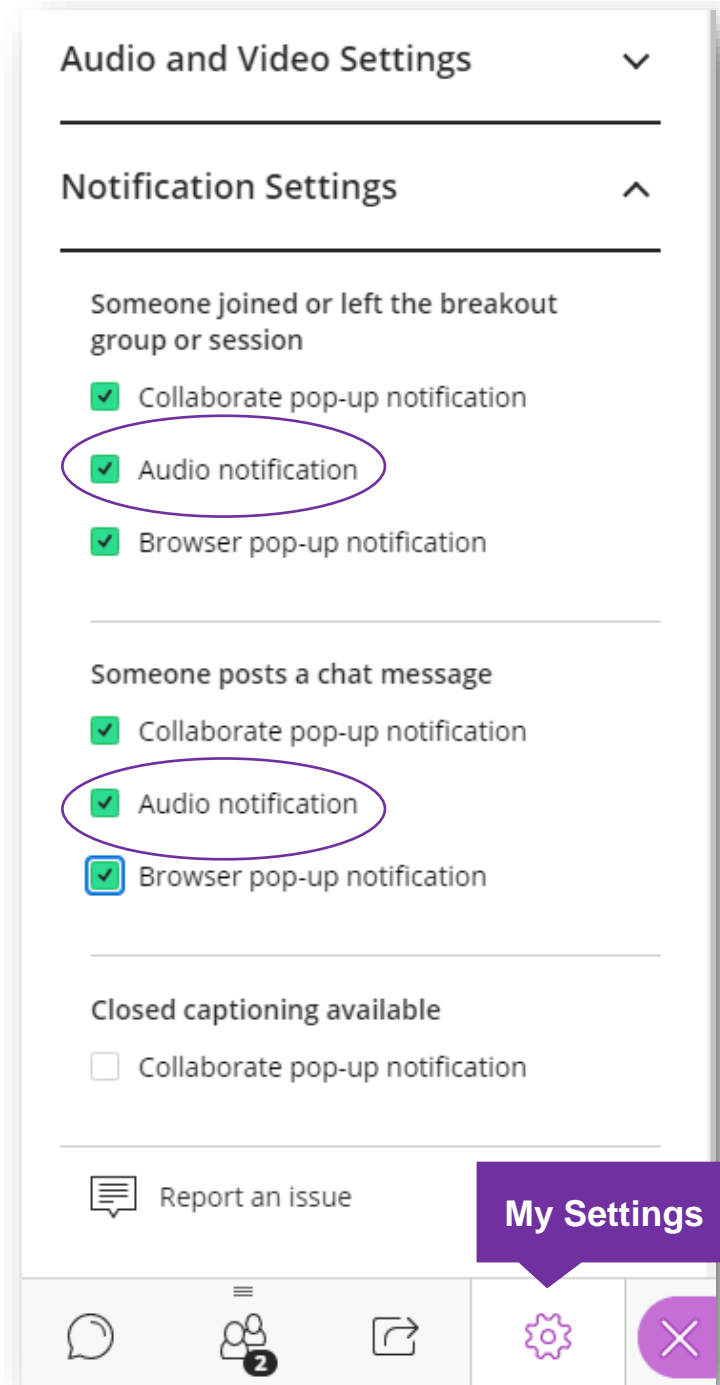 Audio and Video Settings
Notification Settings
Someone joined or left the breakout
group or session
Collaborate pop-up notification
Audio notification
Browser pop-up notification
Someone posts a chat message
Collaborate pop-up notification
Audio notification
Browser pop-up notification
Closed captioning available
Collaborate pop-up notification
Report an issue
My Settings
2